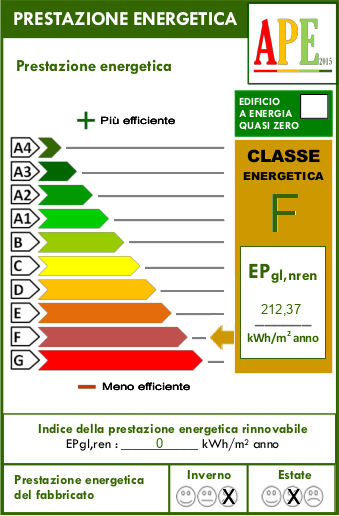 PRESTAZIONE ENERGETICA
APE 2015
Prestazione energetica
EDIFICIO
A ENERGIA
QUASI ZERO
+ Più efficiente
CLASSE
ENERGETICA
F
A4
A3
A2
A1
B
C
D
E
F
G
EPgl,nren
212,37
kWh/m² anno
— Meno efficiente
Indice della prestazione energetica rinnovabile
EPgl,ren : 0 kWh/m² anno
Prestazione energetica
del fabbricato
Inverno
X
Estate
X